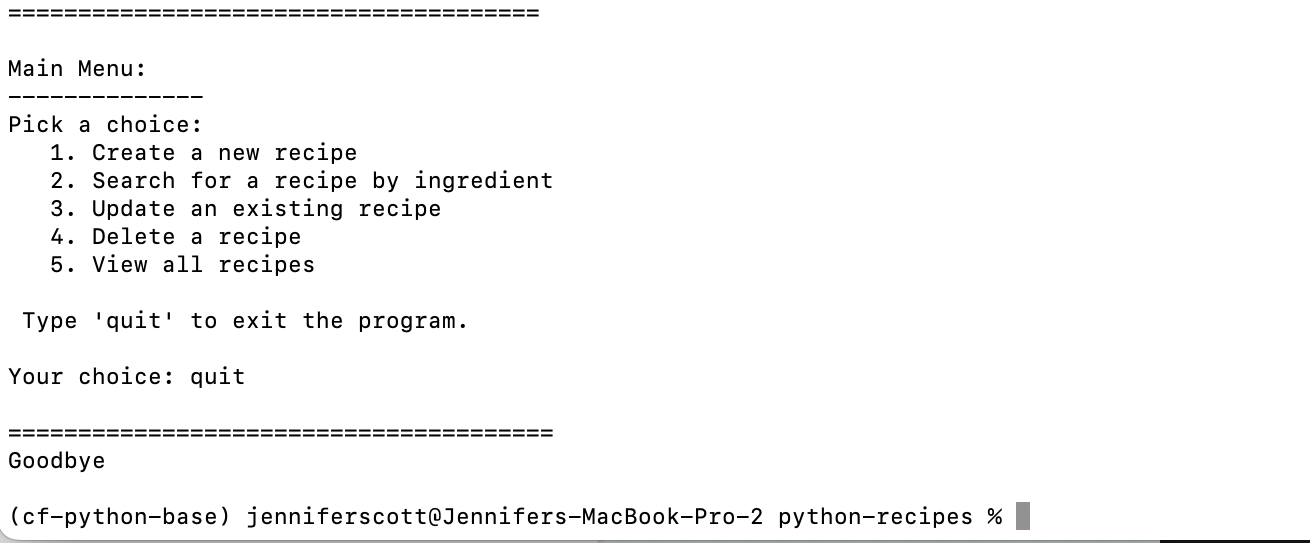 ======================================
Main Menu:
--------------
Pick a choice:
   1. Create a new recipe
   2. Search for a recipe by ingredient
   3. Update an existing recipe
   4. Delete a recipe
   5. View all recipes
 Type 'quit' to exit the program.
Your choice: quit
=======================================
Goodbye
(cf-python-base) jenniferscott@Jennifers-MacBook-Pro-2 python-recipes %